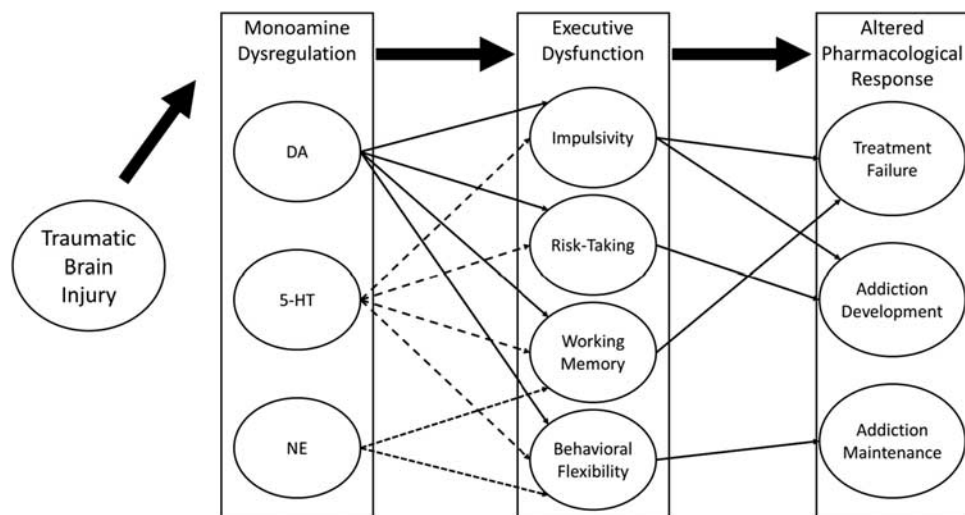 Monoamine
Dysregulation
Executive
Dysfunction
Altered
Pharmacological
Response
Traumatic
Brain
Injury
DA
5-HT
NE
Impulsivity
Risk-Taking
Working
Memory
Behavioral
Flexibility
Treatment
Failure
Addiction
Development
Addiction
Maintenance